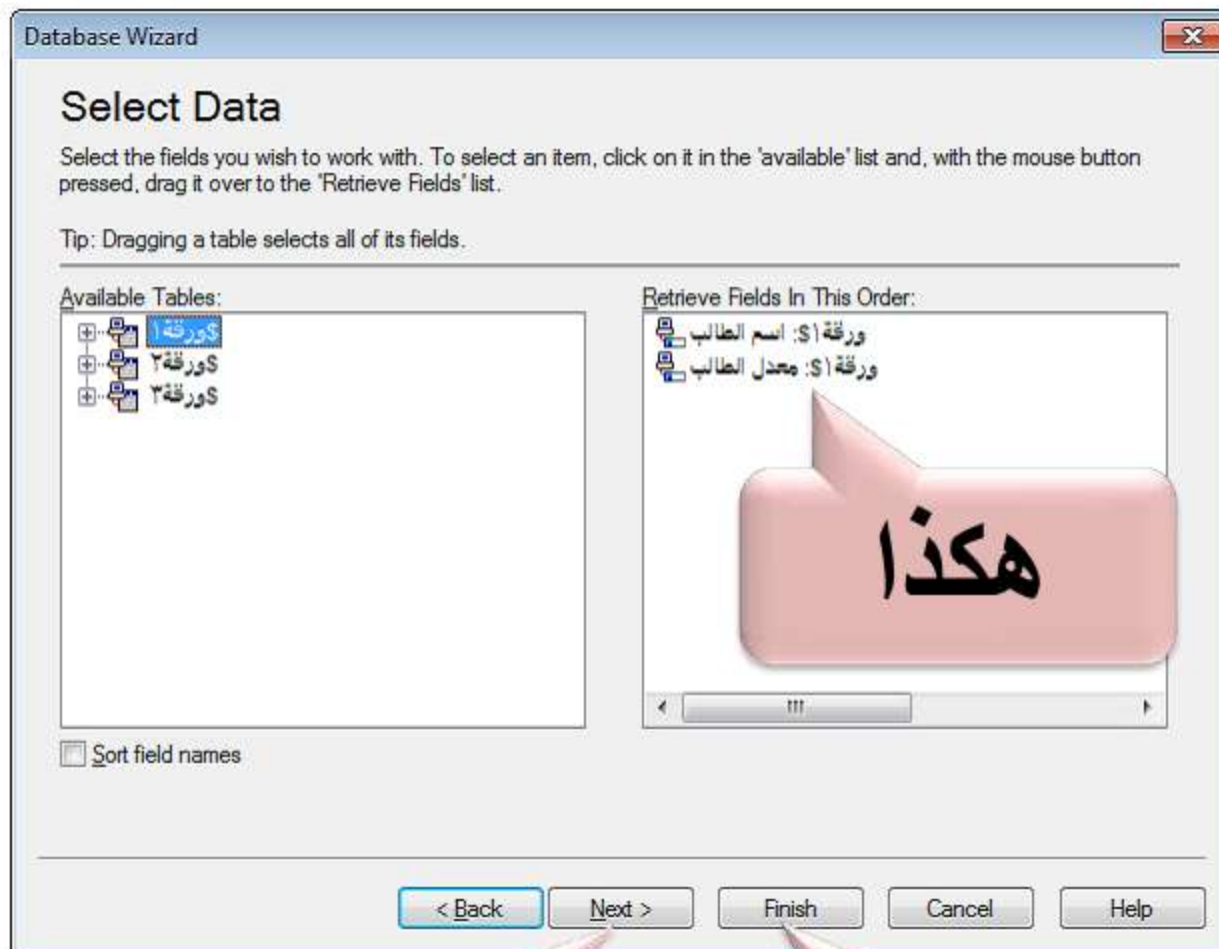 Database Wizard
Select Data
Select the fields you wish to work with. To select an item, click on it in the 'available' list and, with the mouse button
pressed, drag it over to the 'Retrieve Fields' list.
Tip: Dragging a table selects all of its fields.
Available Tables:
$ورقة١
$ورقة٢
$ورقة٣
Sort field names
Retrieve Fields In This Order:
ورقة١$: اسم الطالب
ورقة١$: معدل الطالب
هكذا
< Back
Next >
Finish
Cancel
Help